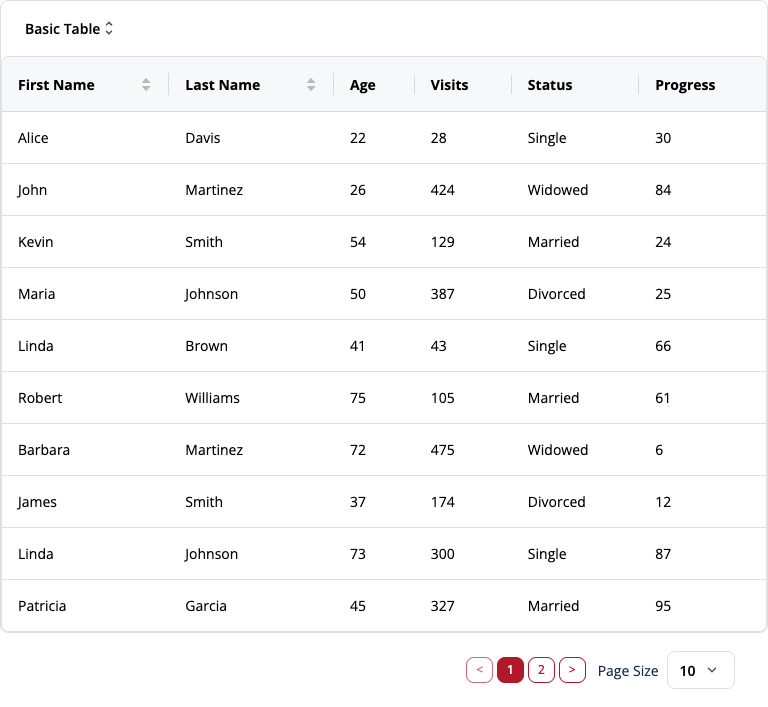 Basic Table
First Name Last Name Age Visits Status Progress
Alice Davis 22 28 Single 30
John Martinez 26 424 Widowed 84
Kevin Smith 54 129 Married 24
Maria Johnson 50 387 Divorced 25
Linda Brown 41 43 Single 66
Robert Williams 75 105 Married 61
Barbara Martinez 72 475 Widowed 6
James Smith 37 174 Divorced 12
Linda Johnson 73 300 Single 87
Patricia Garcia 45 327 Married 95
< 1 2 > Page Size 10